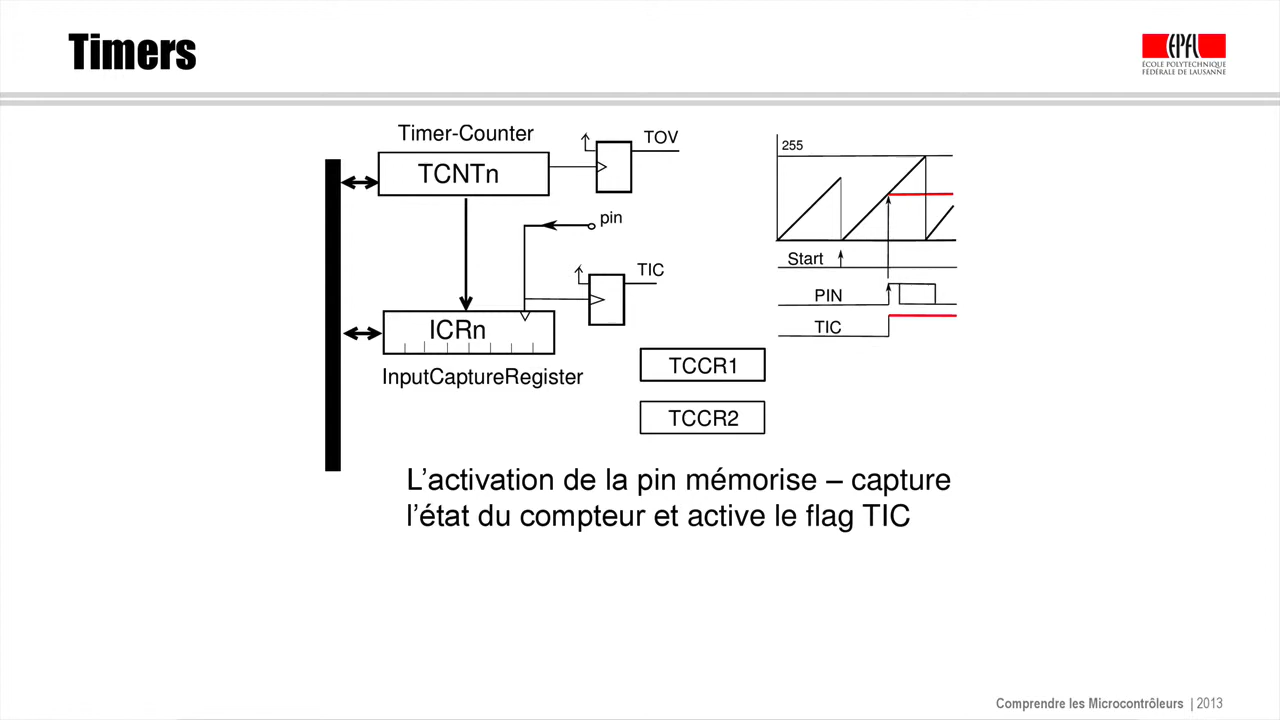 Timers
EPFL
ÉCOLE POLYTECHNIQUE
FÉDÉRALE DE LAUSANNE
Timer-Counter
TCNTn
TOV
pin
TIC
ICRn
InputCaptureRegister
TCCR1
TCCR2
255
Start
PIN
TIC
L’activation de la pin mémorise – capture
l’état du compteur et active le flag TIC
Comprendre les Microcontrôleurs | 2013